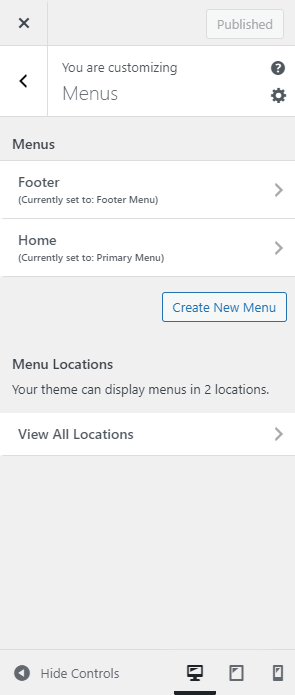 Published
You are customizing
Menus
Menus
Footer
(Currently set to: Footer Menu)
Home
(Currently set to: Primary Menu)
Create New Menu
Menu Locations
Your theme can display menus in 2 locations.
View All Locations
Hide Controls